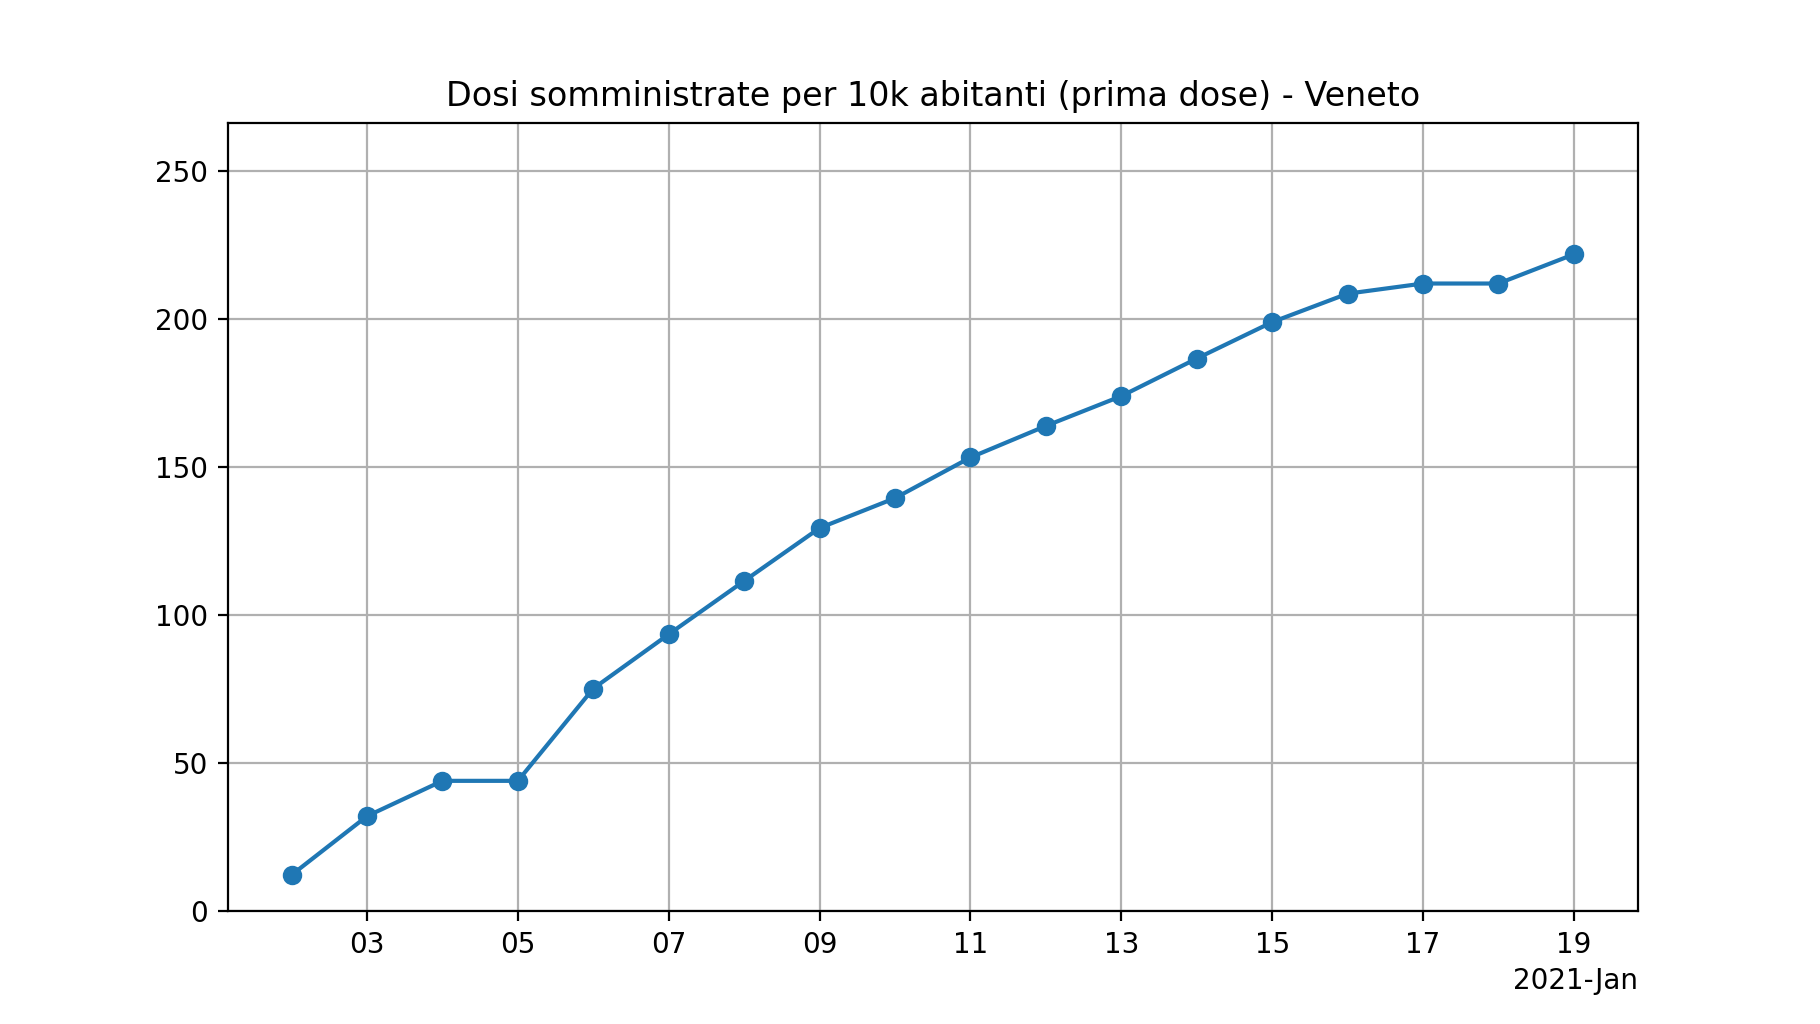 Dosi somministrate per 10k abitanti (prima dose) - Veneto
250
200
150
100
50
0
03 05 07 09 11 13 15 17 19
2021-Jan